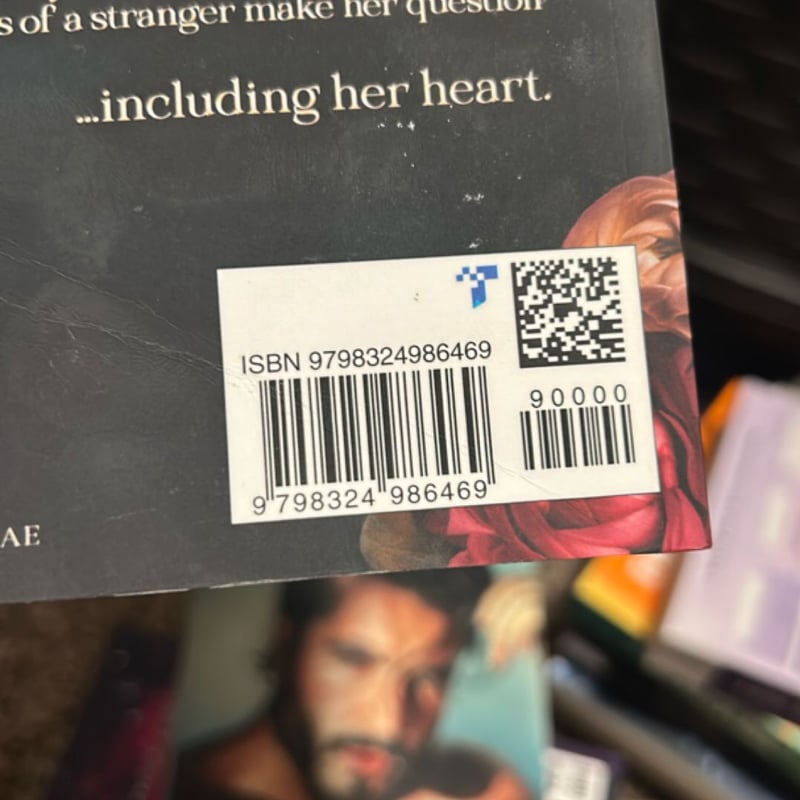 s of a stranger make her question
...including her heart.
ISBN 9798324986469
90000
9 798324 986469
AE